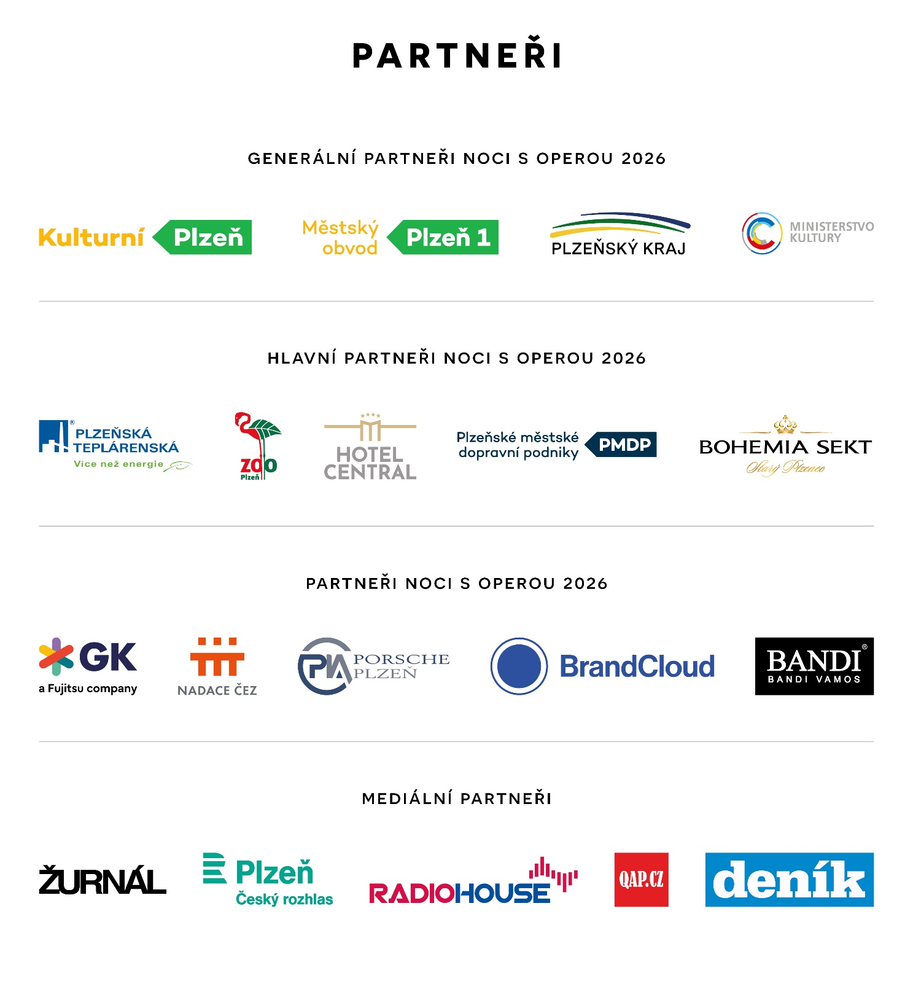 PARTNEŘI
GENERÁLNÍ PARTNEŘI NOCI S OPEROU 2026
Kulturní Plzeň
Městský
obvod
Plzeň 1
PLZEŇSKÝ KRAJ
MINISTERSTVO
KULTURY
HLAVNÍ PARTNEŘI NOCI S OPEROU 2026
PLZEŇSKÁ
TEPLÁRENSKÁ ®
Více než energie
zoo
Plzeň
HOTEL
CENTRAL
Plzeňské městské
dopravní podniky
PMDP
BOHEMIA SEKT
Starý Plzenec
PARTNEŘI NOCI S OPEROU 2026
GK
a Fujitsu company
NADACE ČEZ
PIA
PORSCHE
PLZEŇ
BrandCloud
BANDI®
BANDI VAMOS
MEDIÁLNÍ PARTNEŘI
ŽURNÁL
Plzeň
Český rozhlas
RADIOHOUSE
QAP.CZ
deník